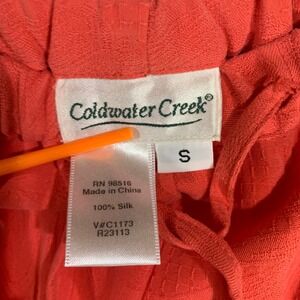 Coldwater Creek®
S
RN 98516
Made in China
100% Silk
V#C1173
R23113